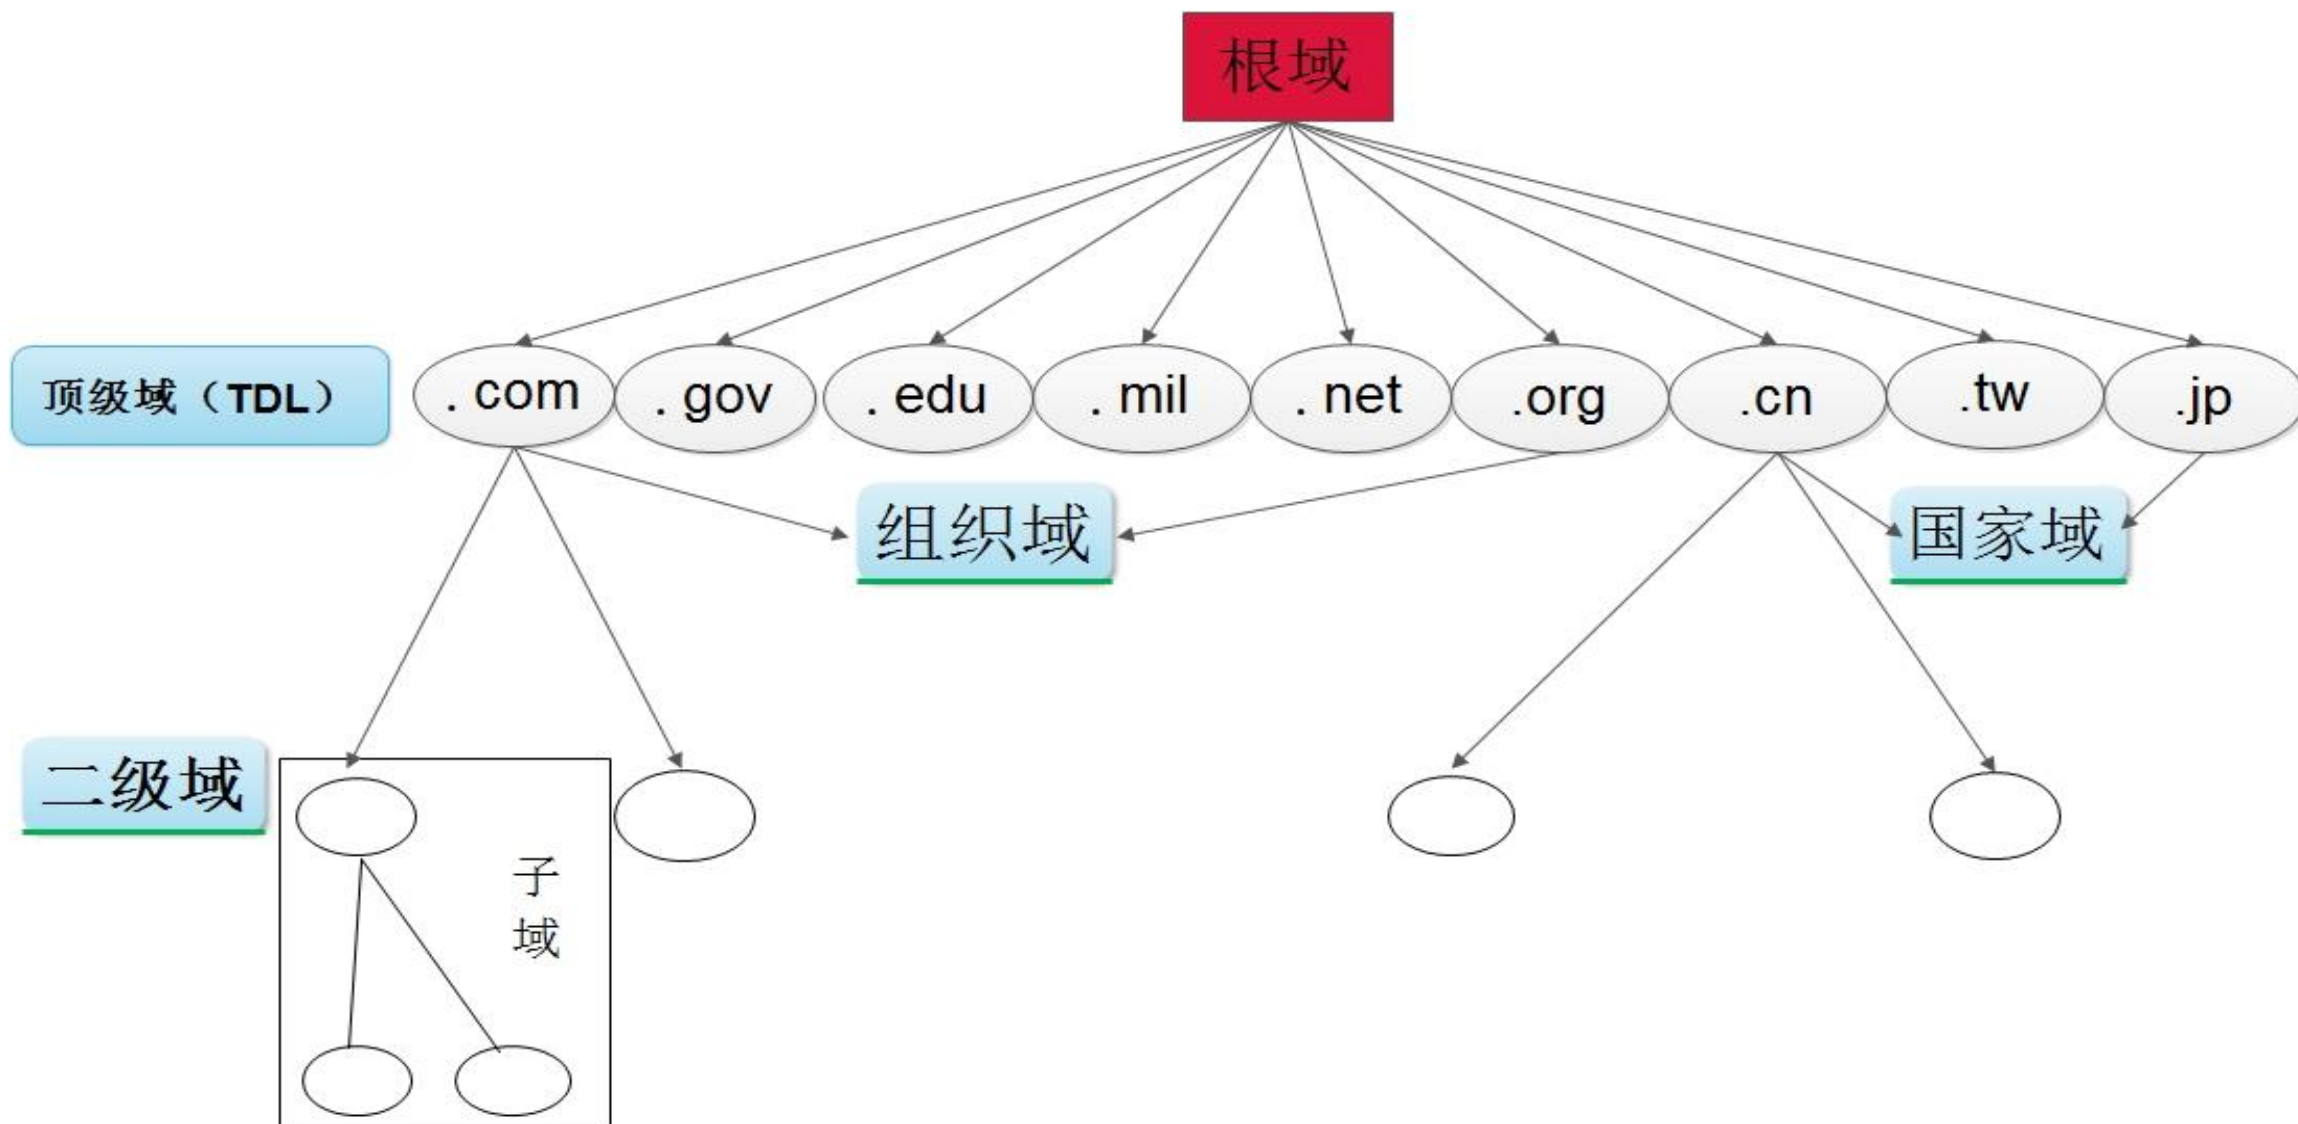 根域
顶级域（TDL）
. com
. gov
. edu
. mil
. net
.org
.cn
.tw
.jp
组织域
国家域
二级域
子
域